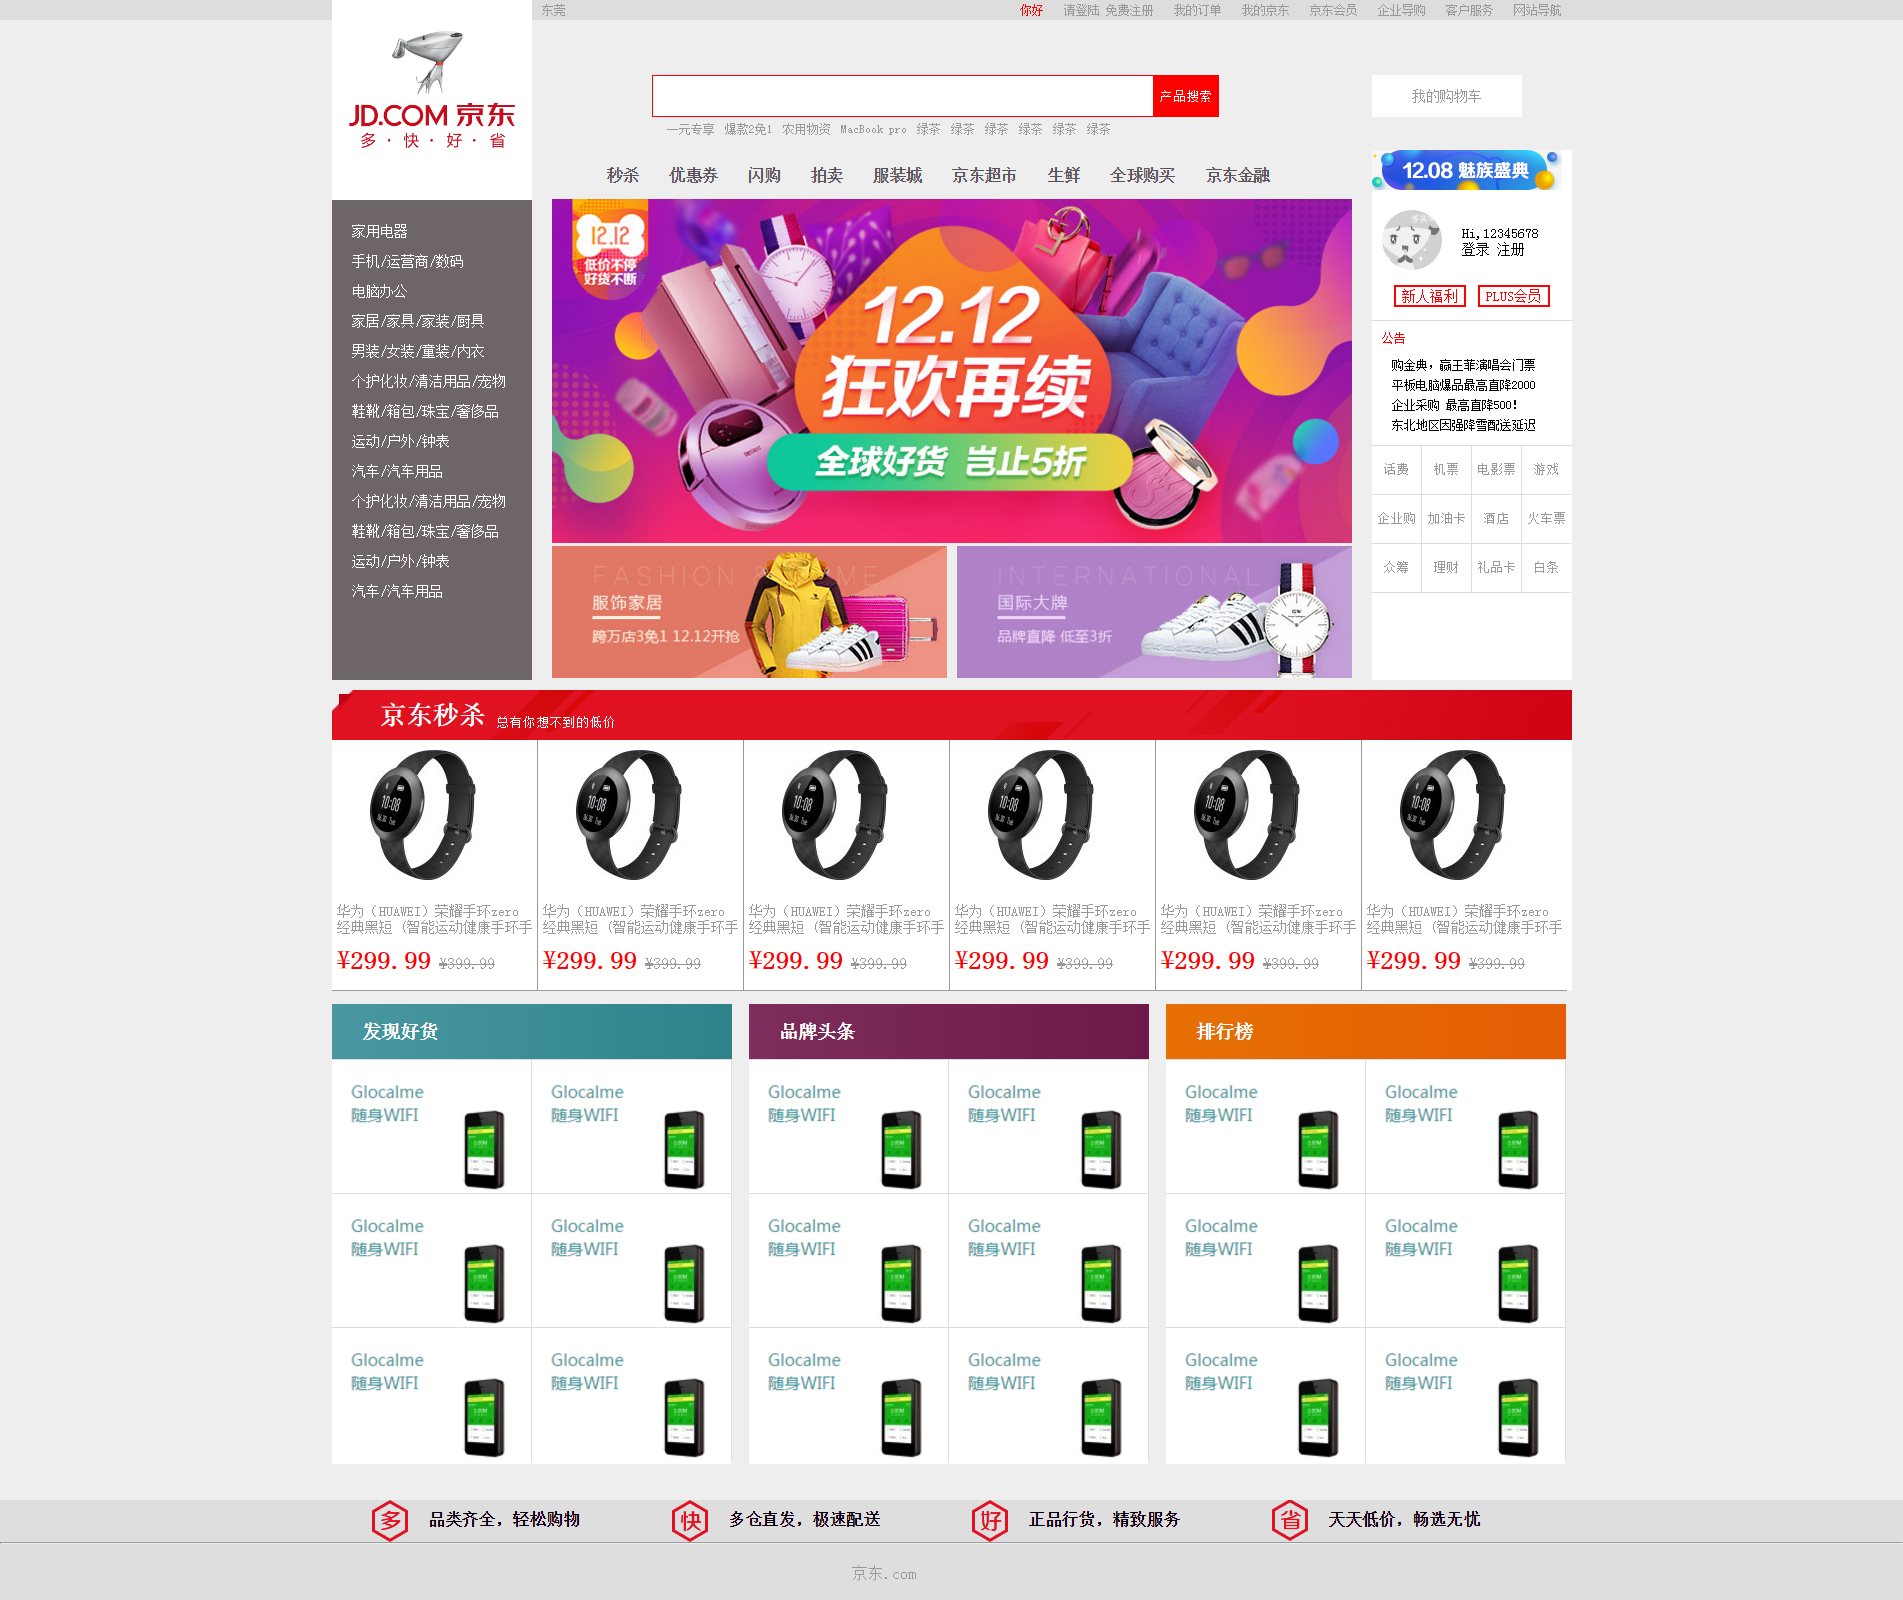 东莞
你好 请登陆 免费注册 我的订单 我的京东 京东会员 企业导购 客户服务 网站导航
JD.COM 京东
多·快·好·省
产品搜索
我的购物车
一元专享 爆款2免1 农用物资 MacBook pro 绿茶 绿茶 绿茶 绿茶 绿茶 绿茶
秒杀 优惠券 闪购 拍卖 服装城 京东超市 生鲜 全球购买 京东金融
家用电器
手机/运营商/数码
电脑办公
家居/家具/家装/厨具
男装/女装/童装/内衣
个护化妆/清洁用品/宠物
鞋靴/箱包/珠宝/奢侈品
运动/户外/钟表
汽车/汽车用品
个护化妆/清洁用品/宠物
鞋靴/箱包/珠宝/奢侈品
运动/户外/钟表
汽车/汽车用品
12.12
低价不停
好货不断
12.12
狂欢再续
全球好货 岂止5折
FASHION & HOME
服饰家居
跨万店3免1 12.12开抢
INTERNATIONAL
国际大牌
品牌直降 低至3折
12.08 魅族盛典
Hi,12345678
登录 注册
新人福利 PLUS会员
公告
购金典，赢王菲演唱会门票
平板电脑爆品最高直降2000
企业采购 最高直降500!
东北地区因强降雪配送延迟
话费 机票 电影票 游戏
企业购 加油卡 酒店 火车票
众筹 理财 礼品卡 白条
京东秒杀 总有你想不到的低价
10:08 10:08 10:08 10:08 10:08 10:08
华为（HUAWEI）荣耀手环zero 华为（HUAWEI）荣耀手环zero 华为（HUAWEI）荣耀手环zero 华为（HUAWEI）荣耀手环zero 华为（HUAWEI）荣耀手环zero 华为（HUAWEI）荣耀手环zero
经典黑短（智能运动健康手环手 经典黑短（智能运动健康手环手 经典黑短（智能运动健康手环手 经典黑短（智能运动健康手环手 经典黑短（智能运动健康手环手 经典黑短（智能运动健康手环手
¥299.99 ¥399.99 ¥299.99 ¥399.99 ¥299.99 ¥399.99 ¥299.99 ¥399.99 ¥299.99 ¥399.99 ¥299.99 ¥399.99
发现好货 品牌头条 排行榜
Glocalme Glocalme Glocalme Glocalme Glocalme Glocalme
随身WIFI 随身WIFI 随身WIFI 随身WIFI 随身WIFI 随身WIFI
Glocalme Glocalme Glocalme Glocalme Glocalme Glocalme
随身WIFI 随身WIFI 随身WIFI 随身WIFI 随身WIFI 随身WIFI
Glocalme Glocalme Glocalme Glocalme Glocalme Glocalme
随身WIFI 随身WIFI 随身WIFI 随身WIFI 随身WIFI 随身WIFI
多 品类齐全，轻松购物 快 多仓直发，极速配送 好 正品行货，精致服务 省 天天低价，畅选无忧
京东.com